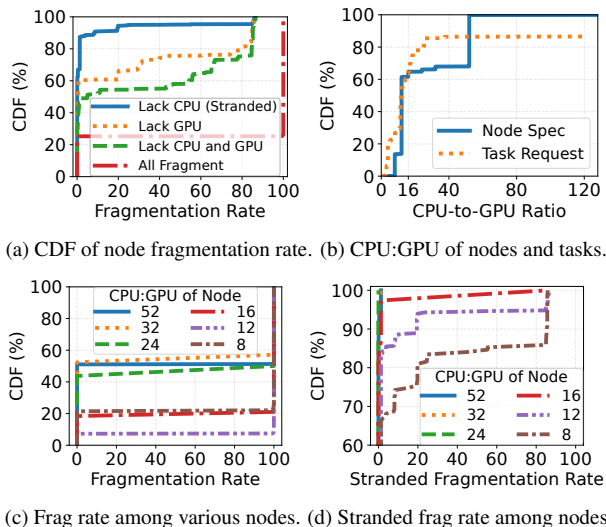 100
80
60
40
20
0
CDF (%)
Lack CPU (Stranded)
Lack GPU
Lack CPU and GPU
All Fragment
0 20 40 60 80 100
Fragmentation Rate
100
80
60
40
20
0
CDF (%)
Node Spec
Task Request
0 16 40 80 120
CPU-to-GPU Ratio
(a) CDF of node fragmentation rate. (b) CPU:GPU of nodes and tasks.
100
80
60
40
20
0
CDF (%)
CPU:GPU of Node
52 16
32 12
24 8
0 20 40 60 80 100
Fragmentation Rate
100
90
80
70
60
CDF (%)
CPU:GPU of Node
52 16
32 12
24 8
0 20 40 60 80 100
Stranded Fragmentation Rate
(c) Frag rate among various nodes. (d) Stranded frag rate among nodes